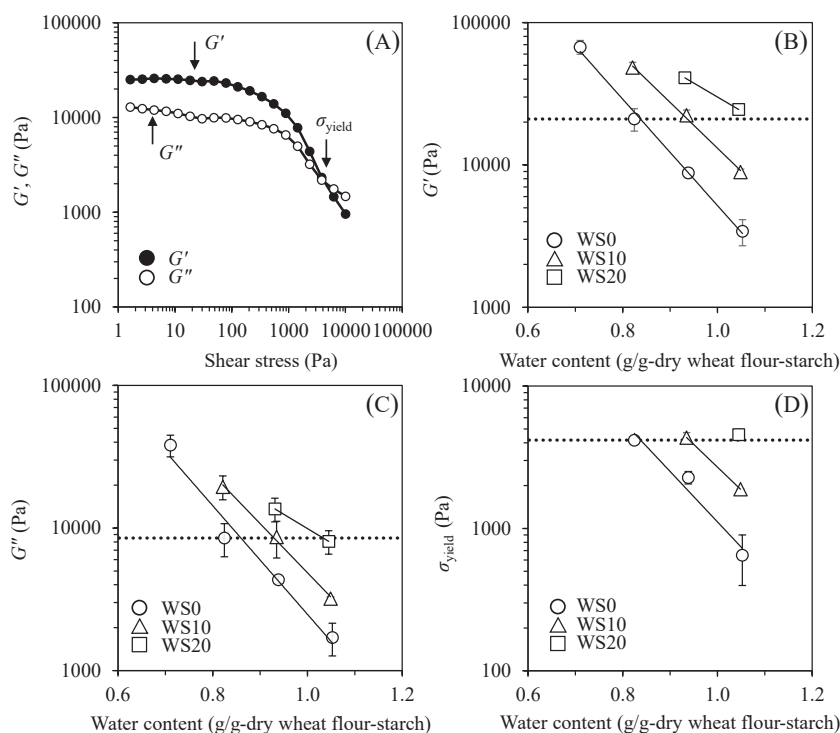 (A)
100000
10000
1000
100
G′, G″ (Pa)
G′
G″
σyield
G′
G″
1 10 100 1000 10000 100000
Shear stress (Pa)
(B)
100000
10000
1000
G′ (Pa)
WS0
WS10
WS20
0.6 0.8 1.0 1.2
Water content (g/g-dry wheat flour-starch)
(C)
100000
10000
1000
G″ (Pa)
WS0
WS10
WS20
0.6 0.8 1.0 1.2
Water content (g/g-dry wheat flour-starch)
(D)
10000
1000
100
σyield (Pa)
WS0
WS10
WS20
0.6 0.8 1.0 1.2
Water content (g/g-dry wheat flour-starch)